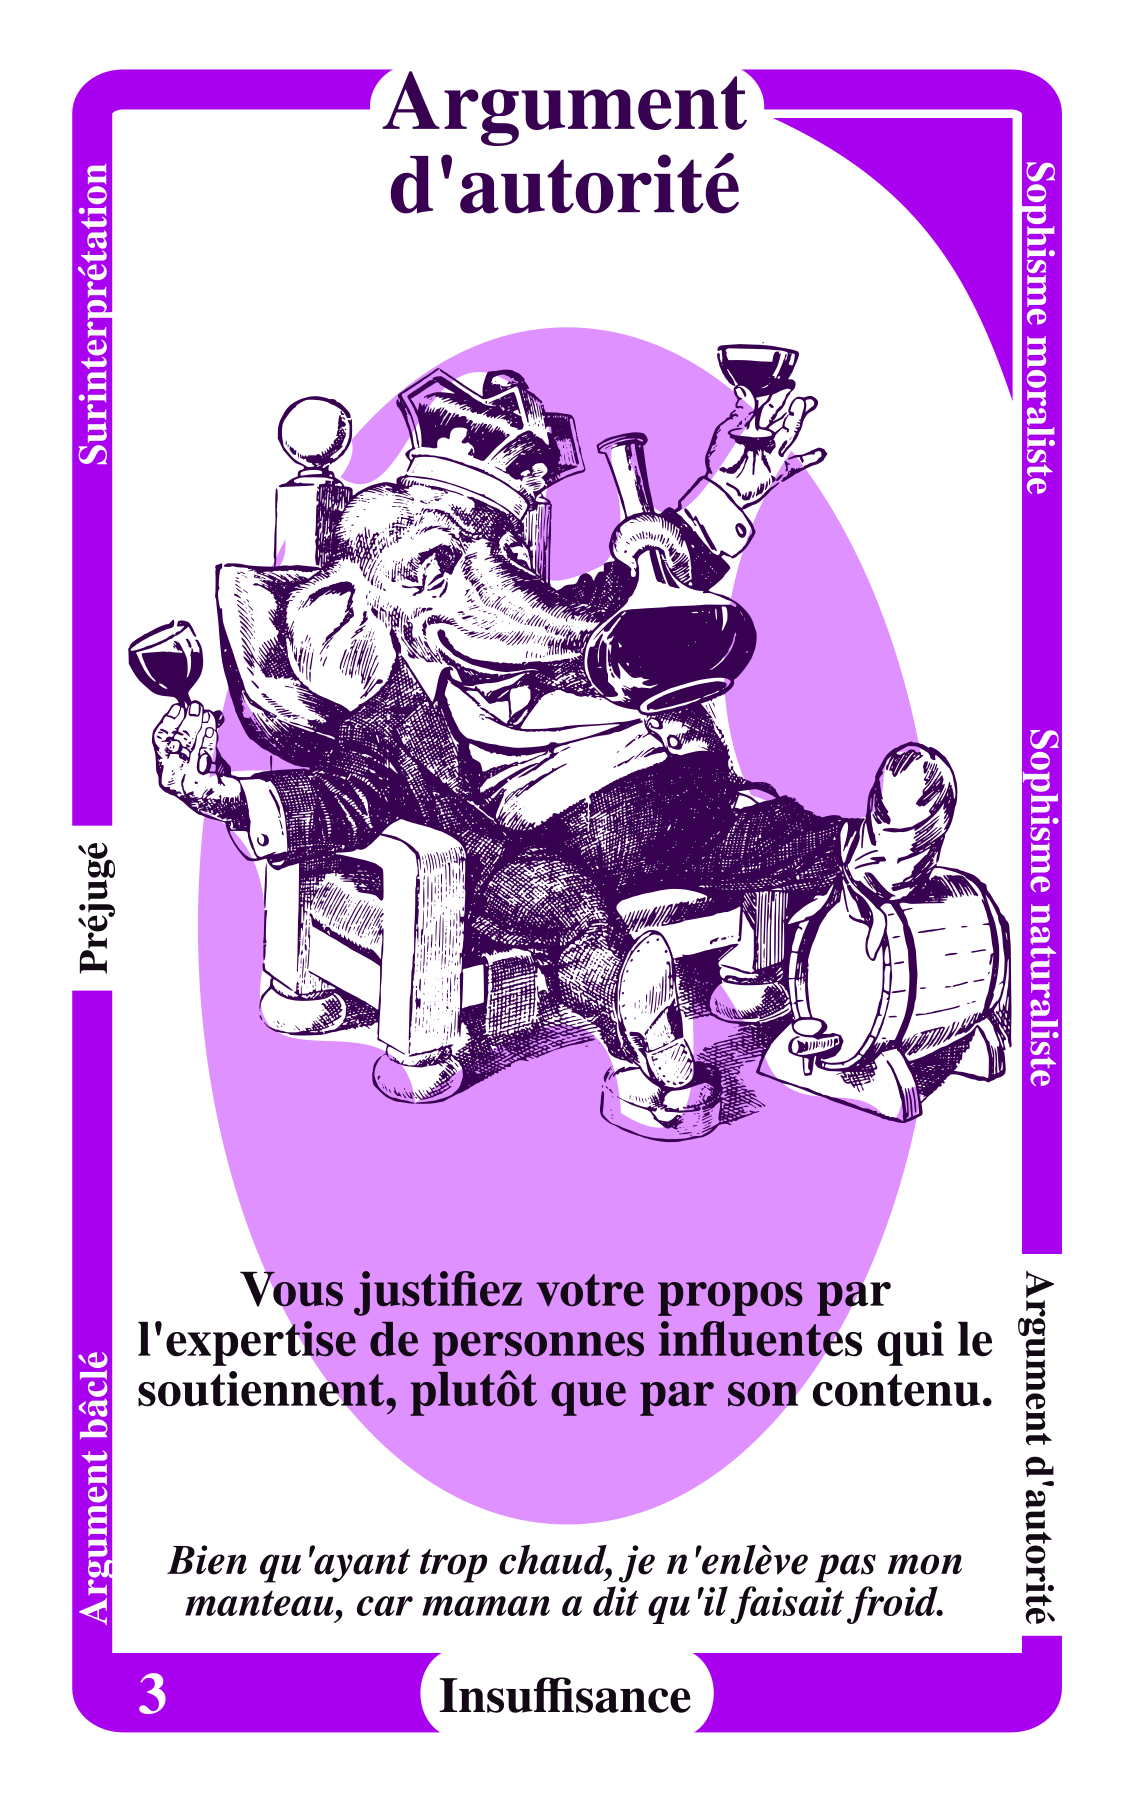 Argument
d'autorité
Surinterprétation
Préjugé
Argument bâclé
Sophisme moraliste
Sophisme naturaliste
Argument d'autorité
Vous justifiez votre propos par
l'expertise de personnes influentes qui le
soutiennent, plutôt que par son contenu.
Bien qu'ayant trop chaud, je n'enlève pas mon
manteau, car maman a dit qu'il faisait froid.
3
Insuffisance